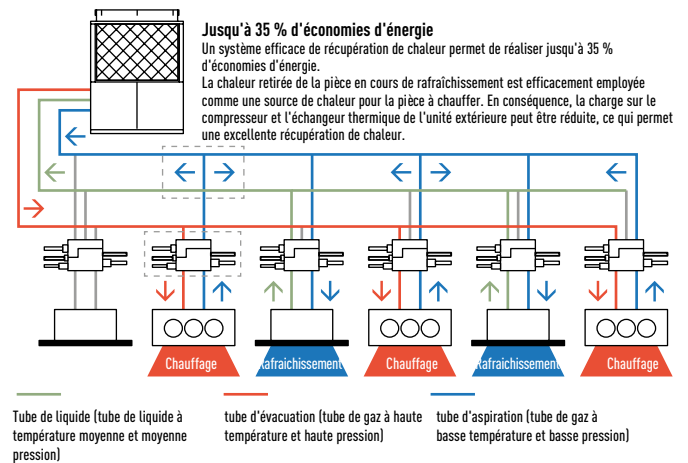 Jusqu'à 35 % d'économies d'énergie
Un système efficace de récupération de chaleur permet de réaliser jusqu'à 35 %
d'économies d'énergie.
La chaleur retirée de la pièce en cours de rafraîchissement est efficacement employée
comme une source de chaleur pour la pièce à chauffer. En conséquence, la charge sur le
compresseur et l'échangeur thermique de l'unité extérieure peut être réduite, ce qui permet
une excellente récupération de chaleur.
Chauffage
Rafraichissement
Chauffage
Rafraichissement
Chauffage
Tube de liquide (tube de liquide à
température moyenne et moyenne
pression)
tube d'évacuation (tube de gaz à haute
température et haute pression)
tube d'aspiration (tube de gaz à
basse température et basse pression)